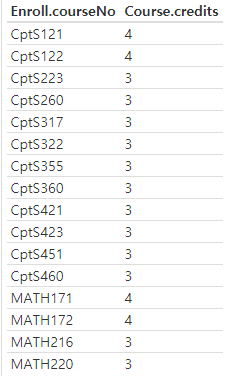 Enroll.courseNo Course.credits
CptS121 4
CptS122 4
CptS223 3
CptS260 3
CptS317 3
CptS322 3
CptS355 3
CptS360 3
CptS421 3
CptS423 3
CptS451 3
CptS460 3
MATH171 4
MATH172 4
MATH216 3
MATH220 3